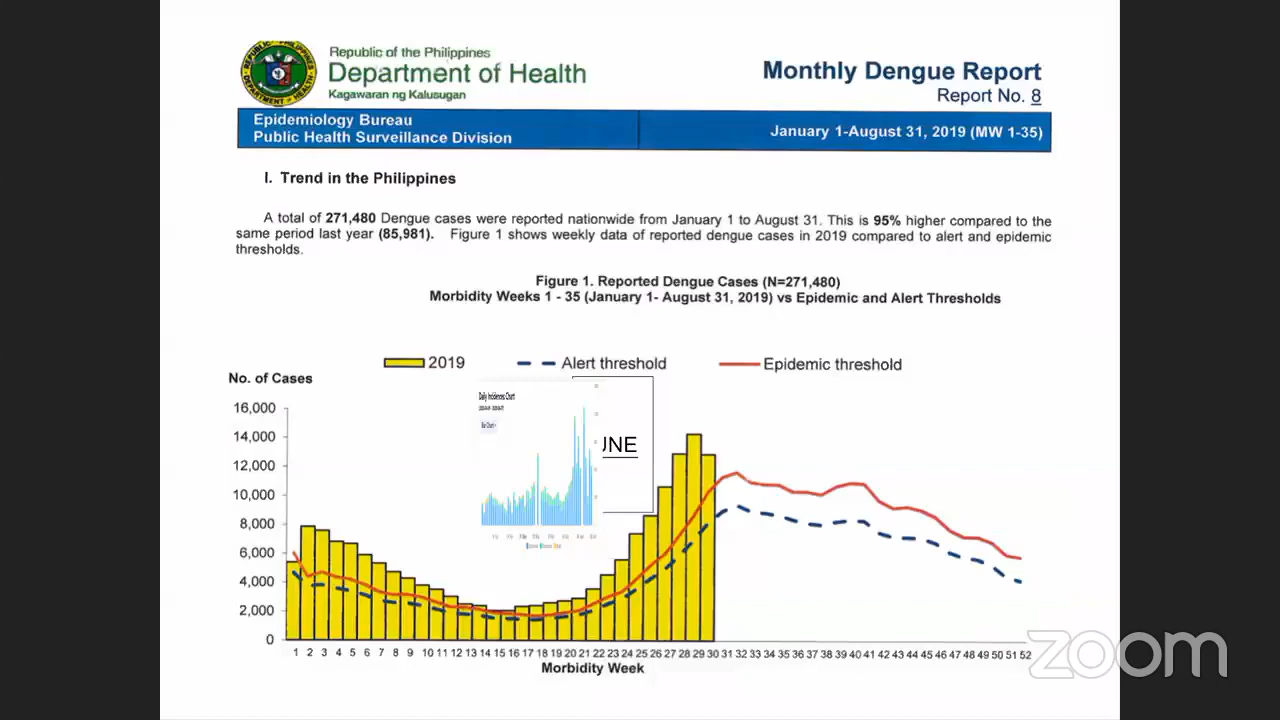 Republic of the Philippines
Department of Health
Kagawaran ng Kalusugan
Monthly Dengue Report
Report No. 8
Epidemiology Bureau
Public Health Surveillance Division
January 1-August 31, 2019 (MW 1-35)
I. Trend in the Philippines
A total of 271,480 Dengue cases were reported nationwide from January 1 to August 31. This is 95% higher compared to the
same period last year (85,981). Figure 1 shows weekly data of reported dengue cases in 2019 compared to alert and epidemic
thresholds.
Figure 1. Reported Dengue Cases (N=271,480)
Morbidity Weeks 1 - 35 (January 1- August 31, 2019) vs Epidemic and Alert Thresholds
2019 Alert threshold Epidemic threshold
No. of Cases
Daily Incidences Chart
Bar Chart
UNE
16,000
14,000
12,000
10,000
8,000
6,000
4,000
2,000
0
1 2 3 4 5 6 7 8 9 10 11 12 13 14 15 16 17 18 19 20 21 22 23 24 25 26 27 28 29 30 31 32 33 34 35 36 37 38 39 40 41 42 43 44 45 46 47 48 49 50 51 52
Morbidity Week
zoom